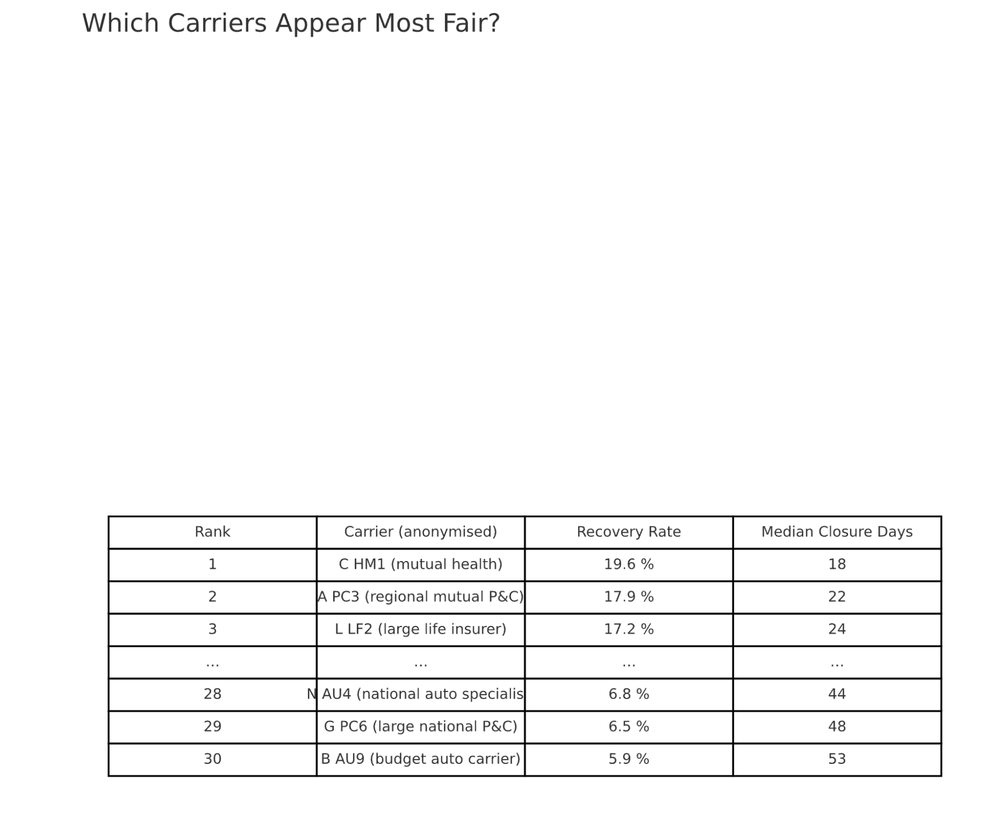 Which Carriers Appear Most Fair?
Rank Carrier (anonymised) Recovery Rate Median Closure Days
1 C HM1 (mutual health) 19.6 % 18
2 A PC3 (regional mutual P&C) 17.9 % 22
3 L LF2 (large life insurer) 17.2 % 24
... ... ... ...
28 N AU4 (national auto specialis 6.8 % 44
29 G PC6 (large national P&C) 6.5 % 48
30 B AU9 (budget auto carrier) 5.9 % 53